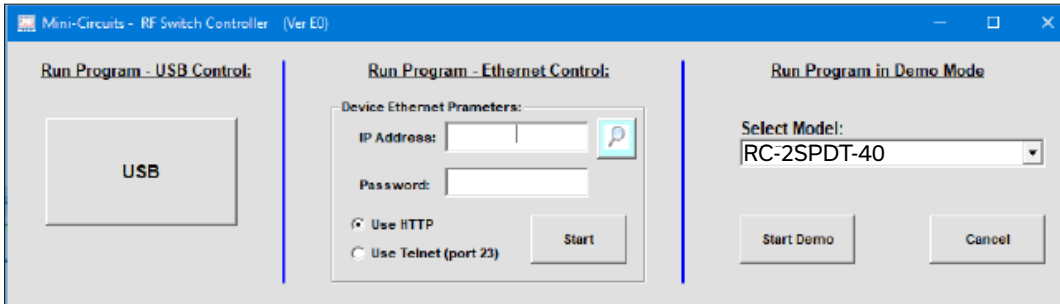 Mini-Circuits - RF Switch Controller (Ver E0)
Run Program - USB Control:
USB
Run Program - Ethernet Control:
Device Ethernet Prameters:
IP Address:
Password:
Use HTTP
Use Telnet (port 23)
Start
Run Program in Demo Mode
Select Model:
RC-2SPDT-40
Start Demo
Cancel